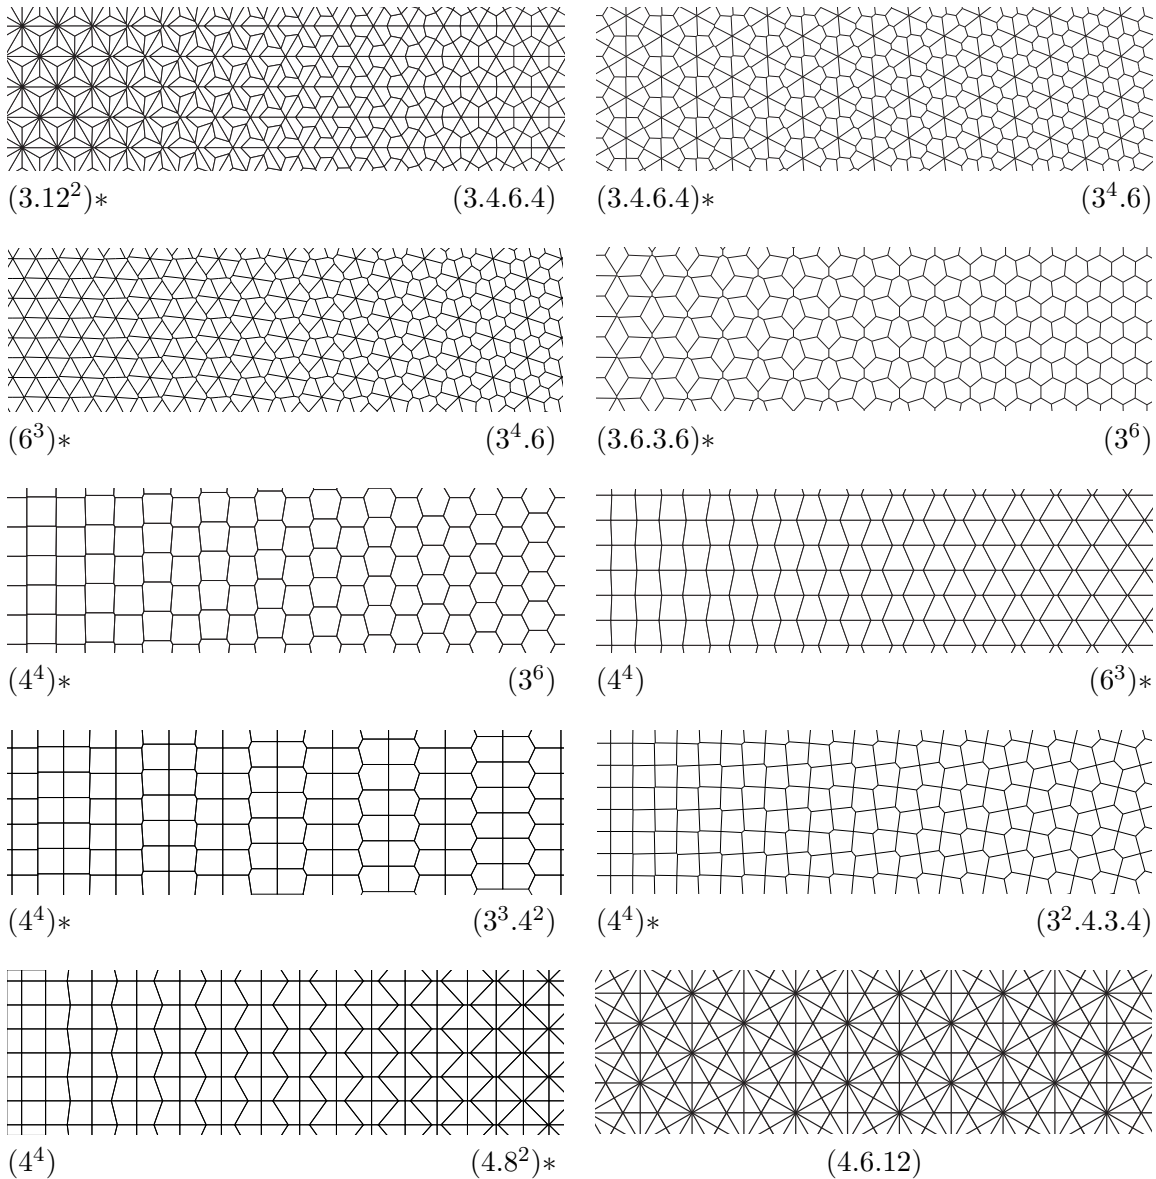 (3.12²)∗ (3.4.6.4) (3.4.6.4)∗ (3⁴.6)
(6³)∗ (3⁴.6) (3.6.3.6)∗ (3⁶)
(4⁴)∗ (3⁶) (4⁴) (6³)∗
(4⁴)∗ (3³.4²) (4⁴)∗ (3².4.3.4)
(4⁴) (4.8²)∗ (4.6.12)